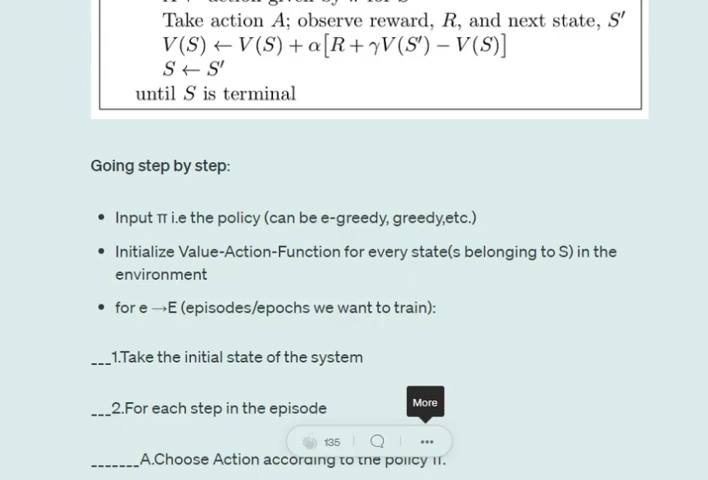 Take action A; observe reward, R, and next state, S′
V(S) ← V(S) + α[R + γV(S′) − V(S)]
S ← S′
until S is terminal
Going step by step:
• Input π i.e the policy (can be e-greedy, greedy,etc.)
• Initialize Value-Action-Function for every state(s belonging to S) in the
environment
• for e →E (episodes/epochs we want to train):
___1.Take the initial state of the system
___2.For each step in the episode
More
135
_______A.Choose Action according to the policy π.